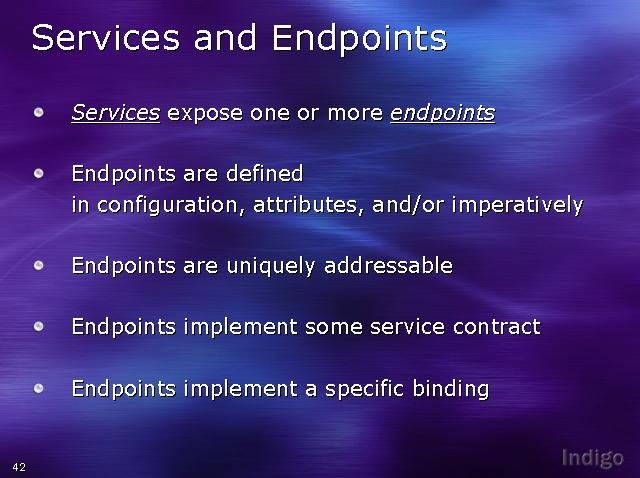 Services and Endpoints
Services expose one or more endpoints
Endpoints are defined
in configuration, attributes, and/or imperatively
Endpoints are uniquely addressable
Endpoints implement some service contract
Endpoints implement a specific binding
42
Indigo